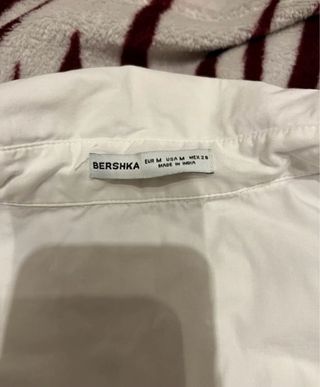 BERSHKA
EUR M USA M MEX 28
MADE IN INDIA